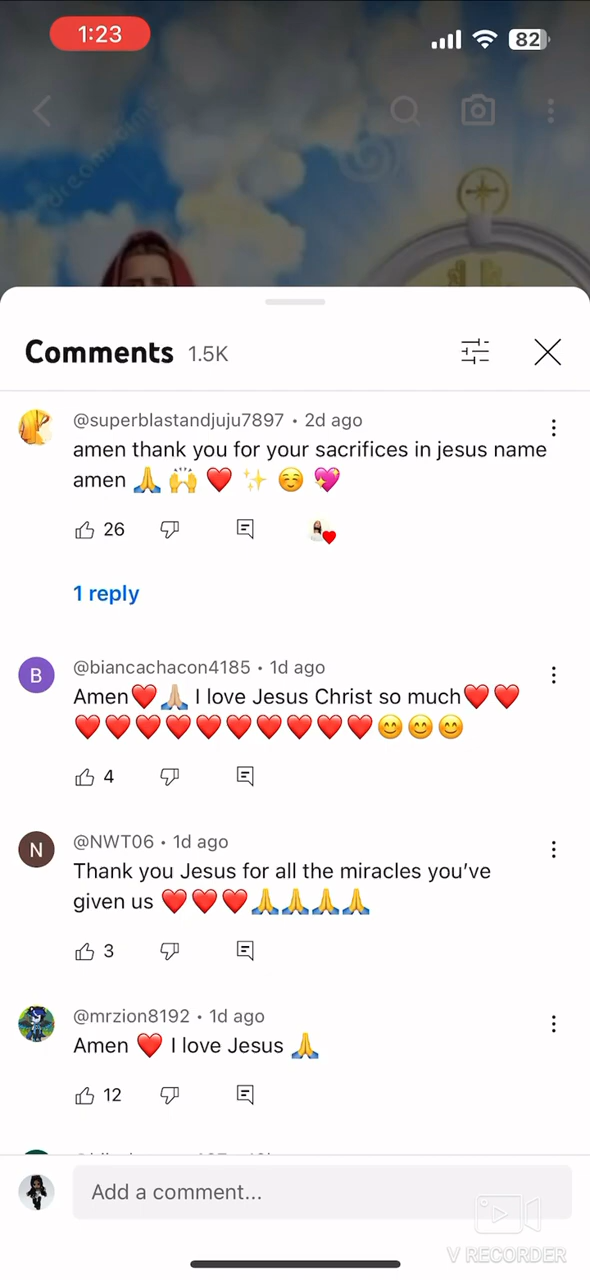 1:23
82
dreamstime
Comments 1.5K
@superblastandjuju7897 • 2d ago
amen thank you for your sacrifices in jesus name
amen 🙏 🙌 ❤️ ✨ ☺️ 💖
26
1 reply
B
@biancachacon4185 • 1d ago
Amen❤️🙏🏼 I love Jesus Christ so much❤️❤️
❤️❤️❤️❤️❤️❤️❤️❤️❤️❤️😊😊😊
4
N
@NWT06 • 1d ago
Thank you Jesus for all the miracles you’ve
given us ❤️❤️❤️🙏🙏🙏🙏
3
@mrzion8192 • 1d ago
Amen ❤️ I love Jesus 🙏
12
Add a comment...
V RECORDER